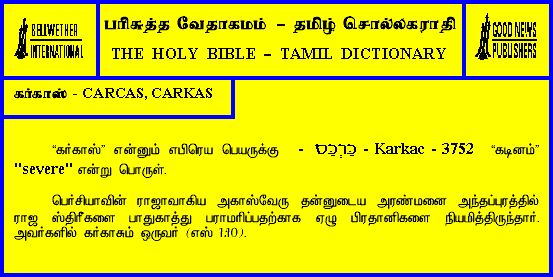 BELLWETHER
INTERNATIONAL
பரிசுத்த வேதாகமம் – தமிழ் சொல்லகராதி
THE HOLY BIBLE – TAMIL DICTIONARY
GOOD NEWS
PUBLISHERS
கர்காஸ் - CARCAS, CARKAS
“கர்காஸ்” என்னும் எபிரெய பெயருக்கு - כַּרְכַּס - Karkac - 3752 “கடினம்”
"severe" என்று பொருள்.
பெர்சியாவின் ராஜாவாகிய அகாஸ்வேரு தன்னுடைய அரண்மனை அந்தப்புரத்தில்
ராஜ ஸ்திரீகளை பாதுகாத்து பராமரிப்பதற்காக ஏழு பிரதானிகளை நியமித்திருந்தார்.
அவர்களில் கர்காசும் ஒருவர் (எஸ் 1:10).